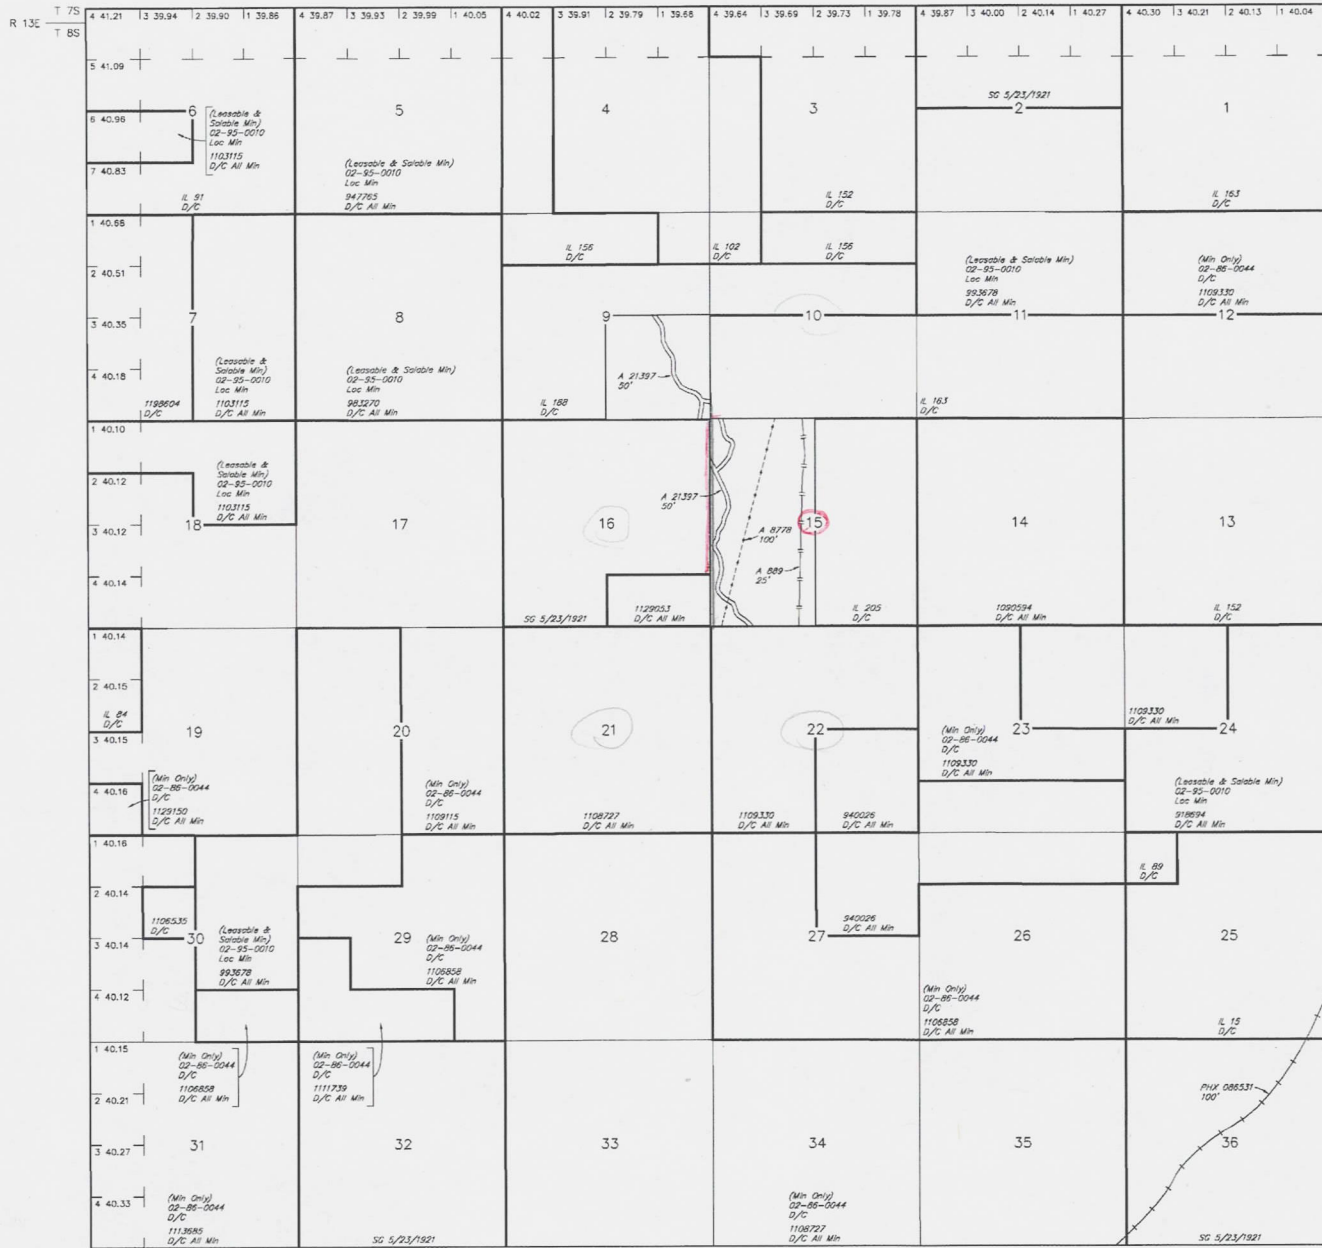 T 7S
R 13E
T 8S
4 41.21 3 39.94 2 39.90 1 39.86 4 39.87 3 39.93 2 39.99 1 40.05 4 40.02 3 39.91 2 39.79 1 39.68 4 39.64 3 39.69 2 39.73 1 39.78 4 39.87 3 40.00 2 40.14 1 40.27 4 40.30 3 40.21 2 40.13 1 40.04
5 41.09
6 40.96
7 40.83
6
(Leasable &
Salable Min)
02-95-0010
Loc Min
1103115
D/C All Min
IL 91
D/C
5
(Leasable & Salable Min)
02-95-0010
Loc Min
947765
D/C All Min
4
3
IL 152
D/C
SG 5/23/1921
2
1
IL 163
D/C
1 40.65
2 40.51
3 40.35
4 40.18
7
1198604
D/C
(Leasable &
Salable Min)
02-95-0010
Loc Min
1103115
D/C All Min
8
(Leasable & Salable Min)
02-95-0010
Loc Min
983270
D/C All Min
IL 156
D/C
9
A 21397
50'
IL 168
D/C
IL 102
D/C
IL 156
D/C
10
(Leasable & Salable Min)
02-95-0010
Loc Min
993678
D/C All Min
11
IL 163
D/C
(Min Only)
02-86-0044
D/C
1109330
D/C All Min
12
1 40.10
2 40.12
3 40.12
4 40.14
(Leasable &
Salable Min)
02-95-0010
Loc Min
1103115
D/C All Min
18
17
16
A 21397
50'
SG 5/23/1921
1129053
D/C All Min
A 8778
100'
A 889
25'
15
IL 205
D/C
14
1090594
D/C All Min
13
IL 152
D/C
1 40.14
2 40.15
IL 84
D/C
3 40.15
4 40.16
19
(Min Only)
02-86-0044
D/C
1129150
D/C All Min
20
(Min Only)
02-86-0044
D/C
1109115
D/C All Min
21
1108727
D/C All Min
22
1109330
D/C All Min
940026
D/C All Min
23
(Min Only)
02-86-0044
D/C
1109330
D/C All Min
1109330
D/C All Min
24
(Leasable & Salable Min)
02-95-0010
Loc Min
918694
D/C All Min
1 40.16
2 40.14
3 40.14
4 40.12
1106535
D/C
30
(Leasable &
Salable Min)
02-95-0010
Loc Min
993678
D/C All Min
29
(Min Only)
02-86-0044
D/C
1106858
D/C All Min
28
27
940026
D/C All Min
26
(Min Only)
02-86-0044
D/C
1106858
D/C All Min
IL 89
D/C
25
IL 15
D/C
1 40.15
2 40.21
3 40.27
4 40.33
(Min Only)
02-86-0044
D/C
1106858
D/C All Min
31
(Min Only)
02-86-0044
D/C
1113685
D/C All Min
(Min Only)
02-86-0044
D/C
1111739
D/C All Min
32
SG 5/23/1921
33
34
(Min Only)
02-86-0044
D/C
1108727
D/C All Min
35
PHX 086531
100'
36
SG 5/23/1921